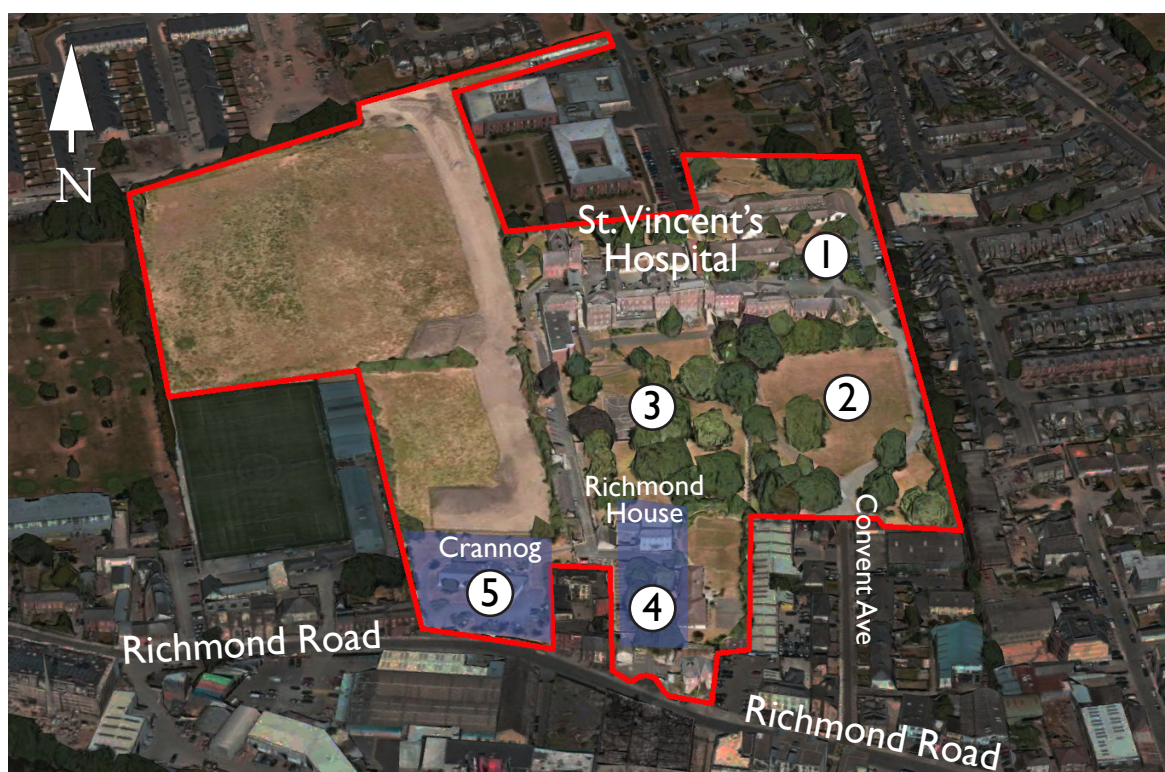 N
St. Vincent's
Hospital
1
2
3
Richmond
House
Convent Ave
Crannog
5
4
Richmond Road
Richmond Road